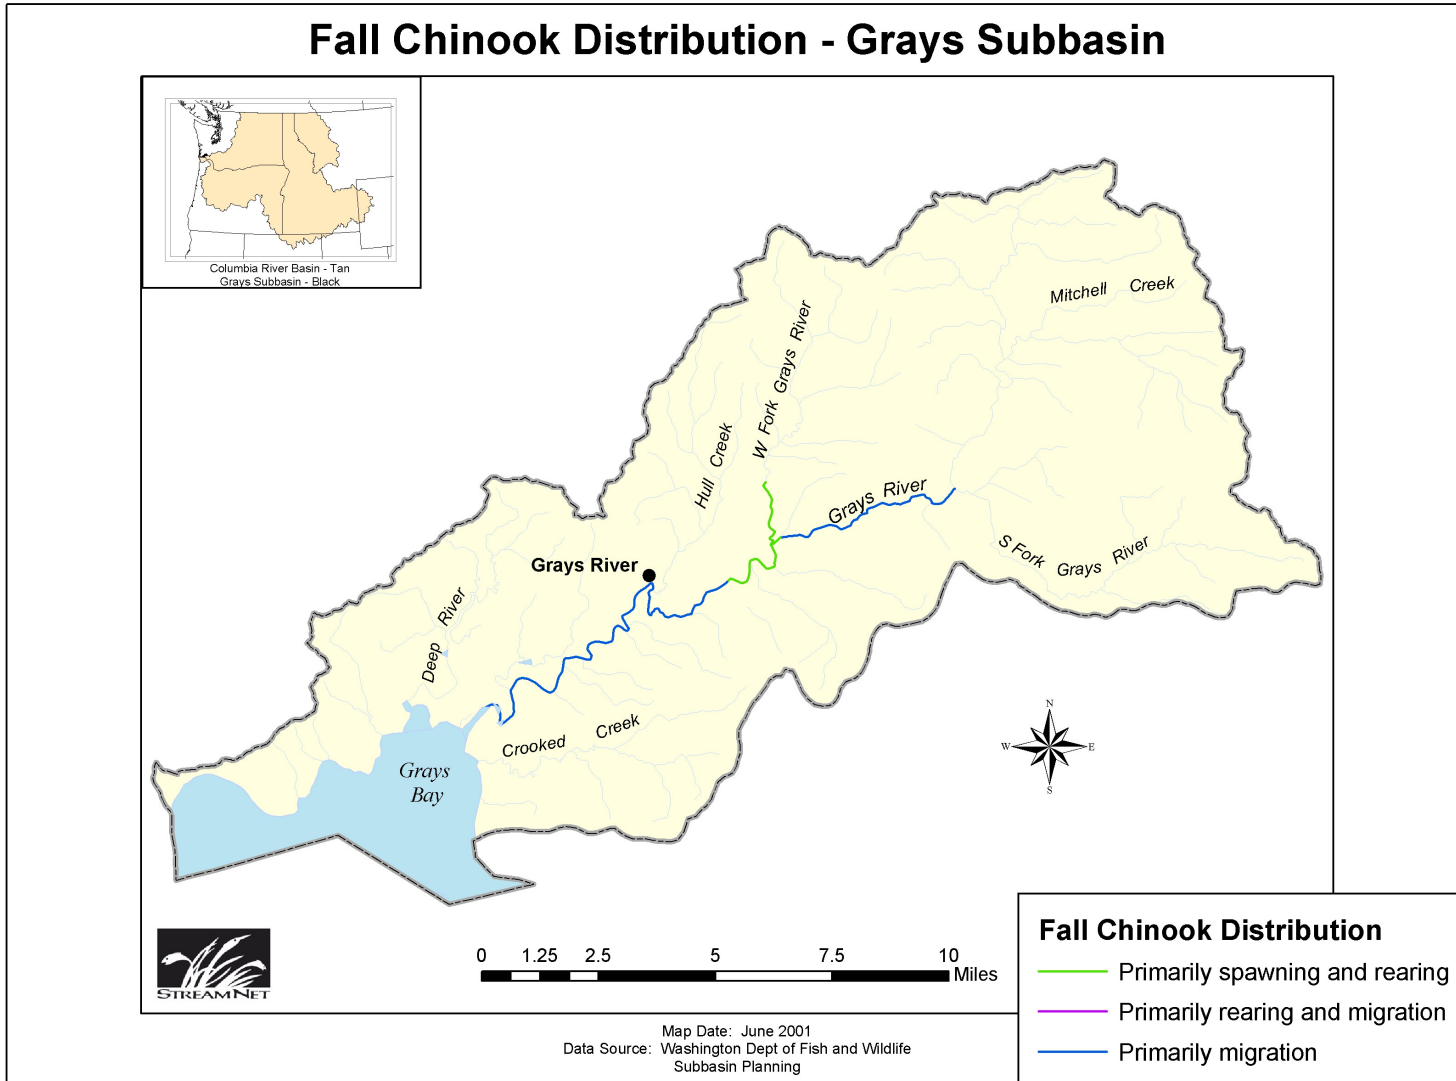 Fall Chinook Distribution - Grays Subbasin
Columbia River Basin - Tan
Grays Subbasin - Black
Mitchell Creek
W Fork Grays River
Hull Creek
Grays River
S Fork Grays River
Grays River
Deep River
Crooked Creek
Grays
Bay
N
W E
S
0 1.25 2.5 5 7.5 10
Miles
STREAMNET
Fall Chinook Distribution
Primarily spawning and rearing
Primarily rearing and migration
Primarily migration
Map Date: June 2001
Data Source: Washington Dept of Fish and Wildlife
Subbasin Planning